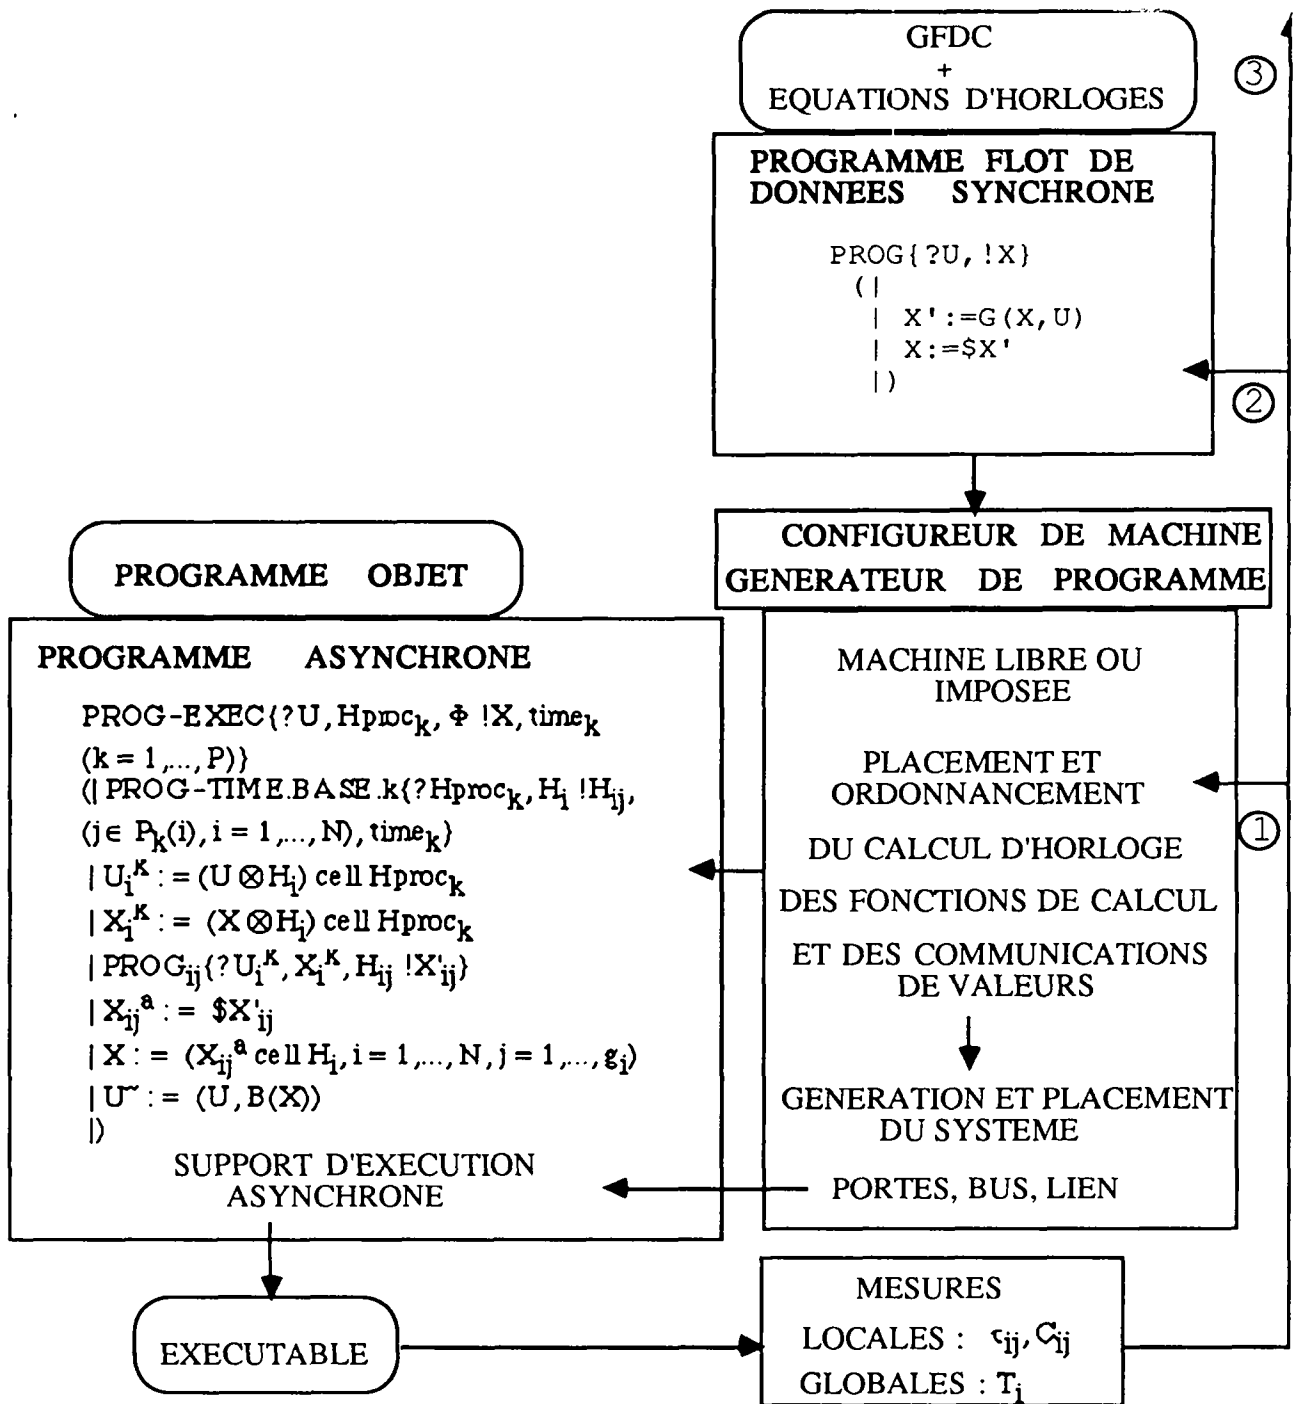 GFDC
+
EQUATIONS D'HORLOGES
③
PROGRAMME FLOT DE
DONNEES SYNCHRONE
PROG{?U, !X}
(|
| X':=G(X,U)
| X:=$X'
|)
②
CONFIGUREUR DE MACHINE
GENERATEUR DE PROGRAMME
MACHINE LIBRE OU
IMPOSEE
PLACEMENT ET
ORDONNANCEMENT
DU CALCUL D'HORLOGE
DES FONCTIONS DE CALCUL
ET DES COMMUNICATIONS
DE VALEURS
GENERATION ET PLACEMENT
DU SYSTEME
PORTES, BUS, LIEN
①
PROGRAMME OBJET
PROGRAMME ASYNCHRONE
PROG-EXEC{?U, Hproc_k, Φ !X, time_k
(k = 1,..., P)}
(| PROG-TIME.BASE.k{?Hproc_k, H_i !H_ij,
(j ∈ P_k(i), i = 1,..., N), time_k}
| U_i^K := (U ⊗ H_i) cell Hproc_k
| X_i^K := (X ⊗ H_i) cell Hproc_k
| PROG_ij{?U_i^K, X_i^K, H_ij !X'_ij}
| X_ij^a := $X'_ij
| X := (X_ij^a cell H_i, i = 1,..., N, j = 1,..., g_i)
| U~ := (U, B(X))
|)
SUPPORT D'EXECUTION
ASYNCHRONE
EXECUTABLE
MESURES
LOCALES : τ_ij, C_ij
GLOBALES : T_i